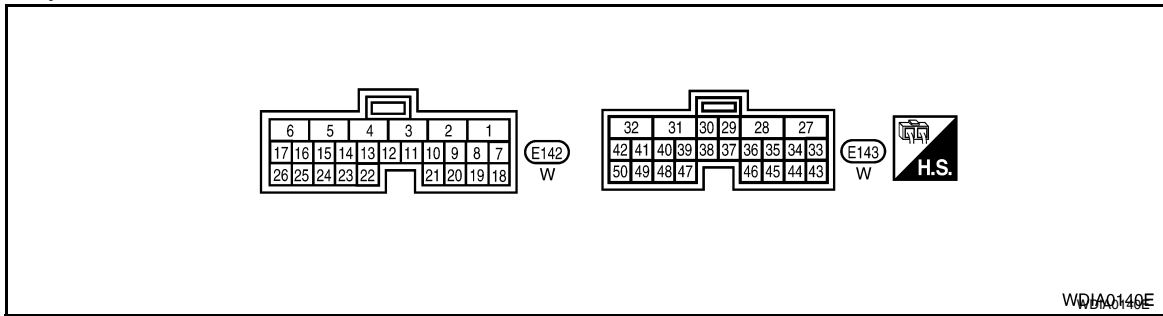 6 5 4 3 2 1
17 16 15 14 13 12 11 10 9 8 7
26 25 24 23 22 21 20 19 18
E142
W
32 31 30 29 28 27
42 41 40 39 38 37 36 35 34 33
50 49 48 47 46 45 44 43
E143
W
H.S.
WDIA0140E